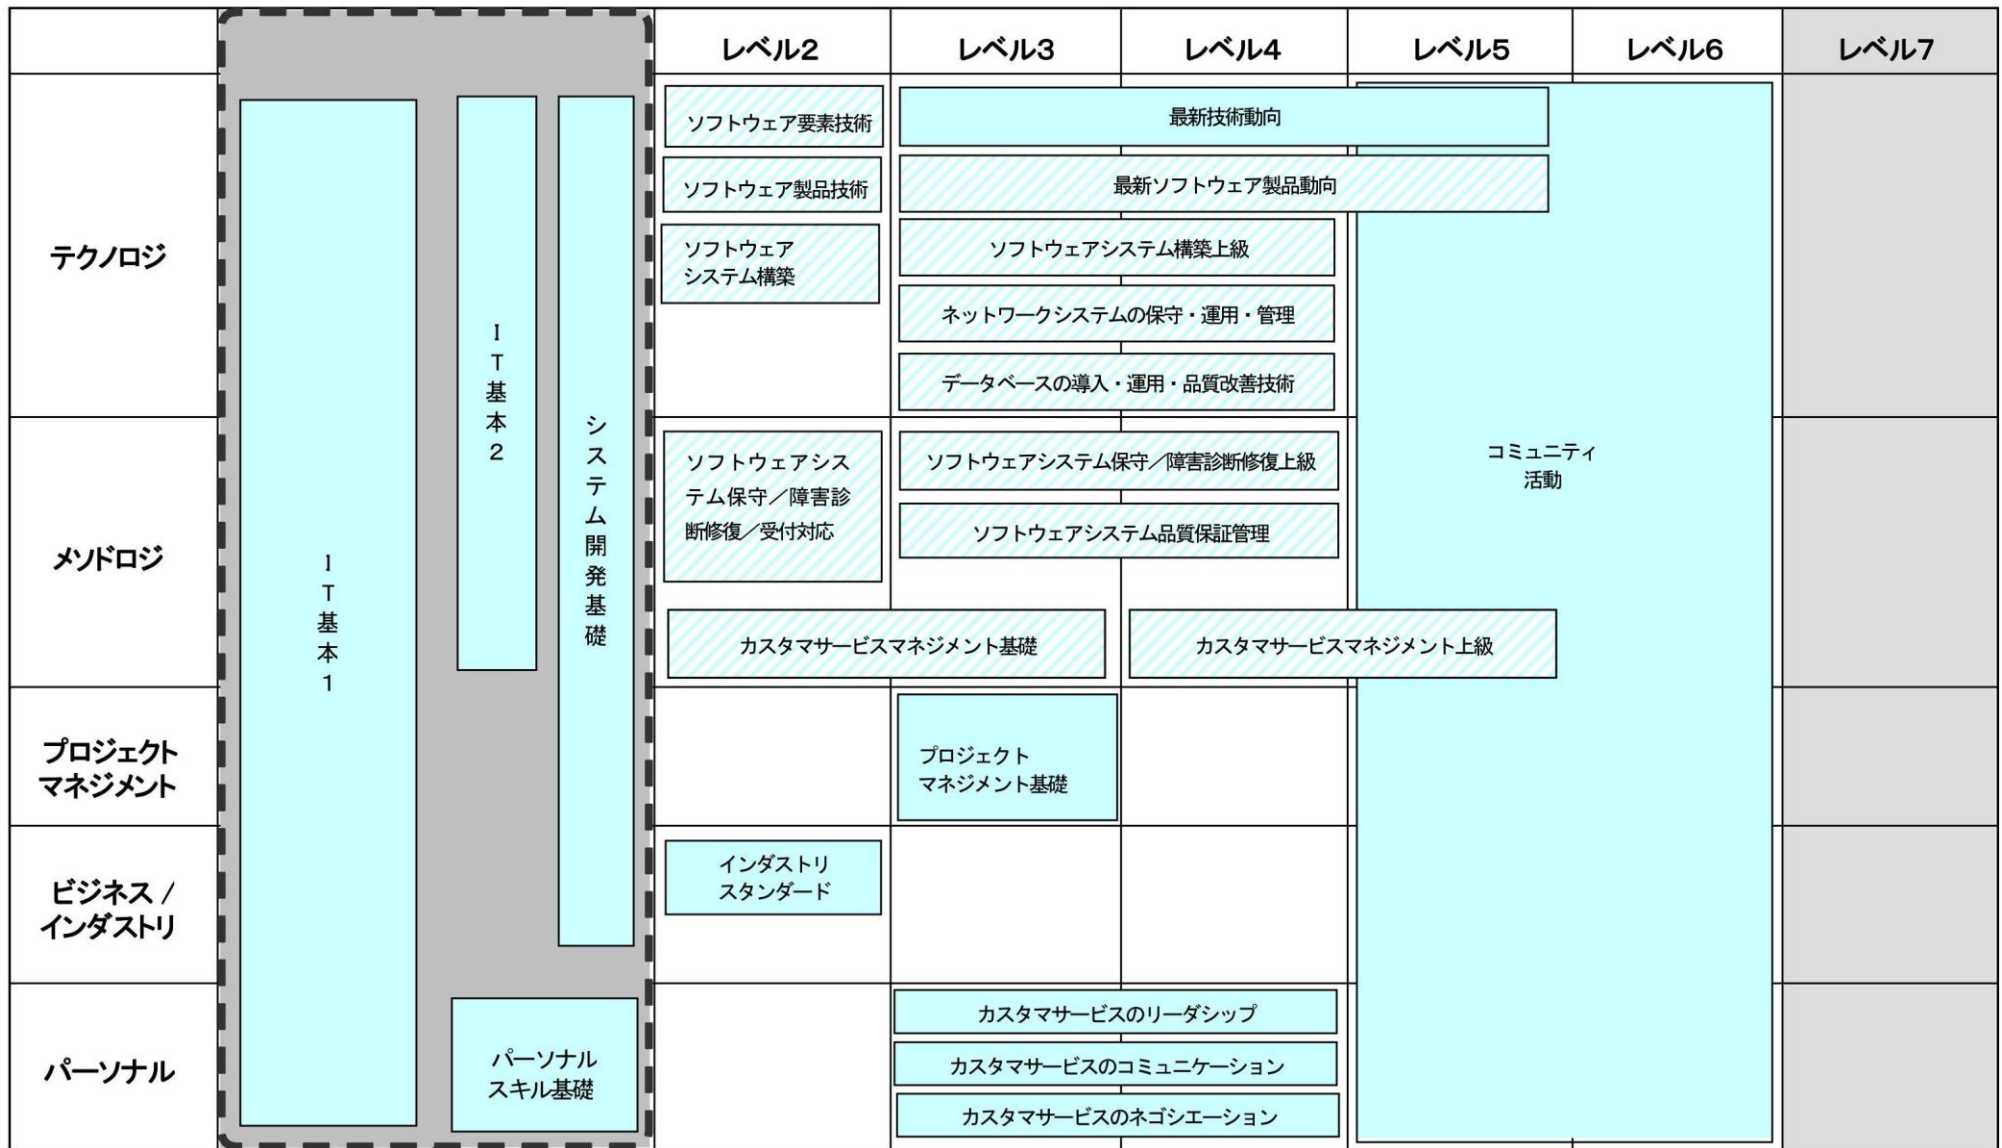 レベル2
レベル3
レベル4
レベル5
レベル6
レベル7
テクノロジ
メソドロジ
プロジェクト
マネジメント
ビジネス /
インダストリ
パーソナル
IT基本1
IT基本2
システム開発基礎
パーソナル
スキル基礎
ソフトウェア要素技術
最新技術動向
ソフトウェア製品技術
最新ソフトウェア製品動向
ソフトウェア
システム構築
ソフトウェアシステム構築上級
ネットワークシステムの保守・運用・管理
データベースの導入・運用・品質改善技術
コミュニティ
活動
ソフトウェアシス
テム保守／障害診
断修復／受付対応
ソフトウェアシステム保守／障害診断修復上級
ソフトウェアシステム品質保証管理
カスタマサービスマネジメント基礎
カスタマサービスマネジメント上級
プロジェクト
マネジメント基礎
インダストリ
スタンダード
カスタマサービスのリーダシップ
カスタマサービスのコミュニケーション
カスタマサービスのネゴシエーション